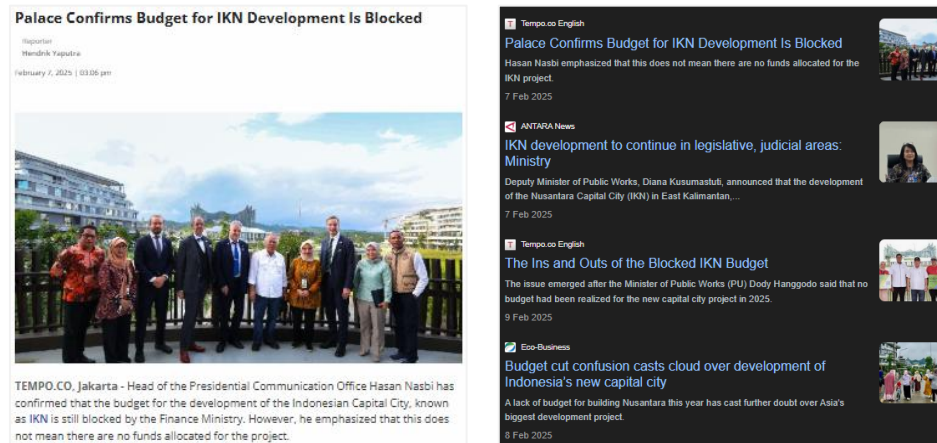 Palace Confirms Budget for IKN Development Is Blocked
Reporter
Hendrik Yaputra
February 7, 2025 | 03.06 pm
TEMPO.CO, Jakarta - Head of the Presidential Communication Office Hasan Nasbi has
confirmed that the budget for the development of the Indonesian Capital City, known
as IKN is still blocked by the Finance Ministry. However, he emphasized that this does
not mean there are no funds allocated for the project.
Tempo.co English
Palace Confirms Budget for IKN Development Is Blocked
Hasan Nasbi emphasized that this does not mean there are no funds allocated for the
IKN project.
7 Feb 2025
ANTARA News
IKN development to continue in legislative, judicial areas:
Ministry
Deputy Minister of Public Works, Diana Kusumastuti, announced that the development
of the Nusantara Capital City (IKN) in East Kalimantan,...
7 Feb 2025
Tempo.co English
The Ins and Outs of the Blocked IKN Budget
The issue emerged after the Minister of Public Works (PU) Dody Hanggodo said that no
budget had been realized for the new capital city project in 2025.
9 Feb 2025
Eco-Business
Budget cut confusion casts cloud over development of
Indonesia's new capital city
A lack of budget for building Nusantara this year has cast further doubt over Asia's
biggest development project.
8 Feb 2025